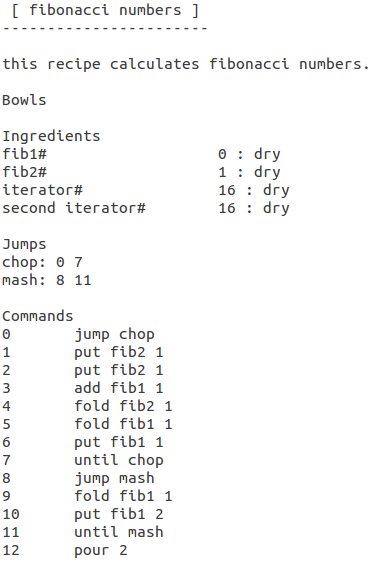 [ fibonacci numbers ]
-----------------------
this recipe calculates fibonacci numbers.
Bowls
Ingredients
fib1# 0 : dry
fib2# 1 : dry
iterator# 16 : dry
second iterator# 16 : dry
Jumps
chop: 0 7
mash: 8 11
Commands
0 jump chop
1 put fib2 1
2 put fib2 1
3 add fib1 1
4 fold fib2 1
5 fold fib1 1
6 put fib1 1
7 until chop
8 jump mash
9 fold fib1 1
10 put fib1 2
11 until mash
12 pour 2